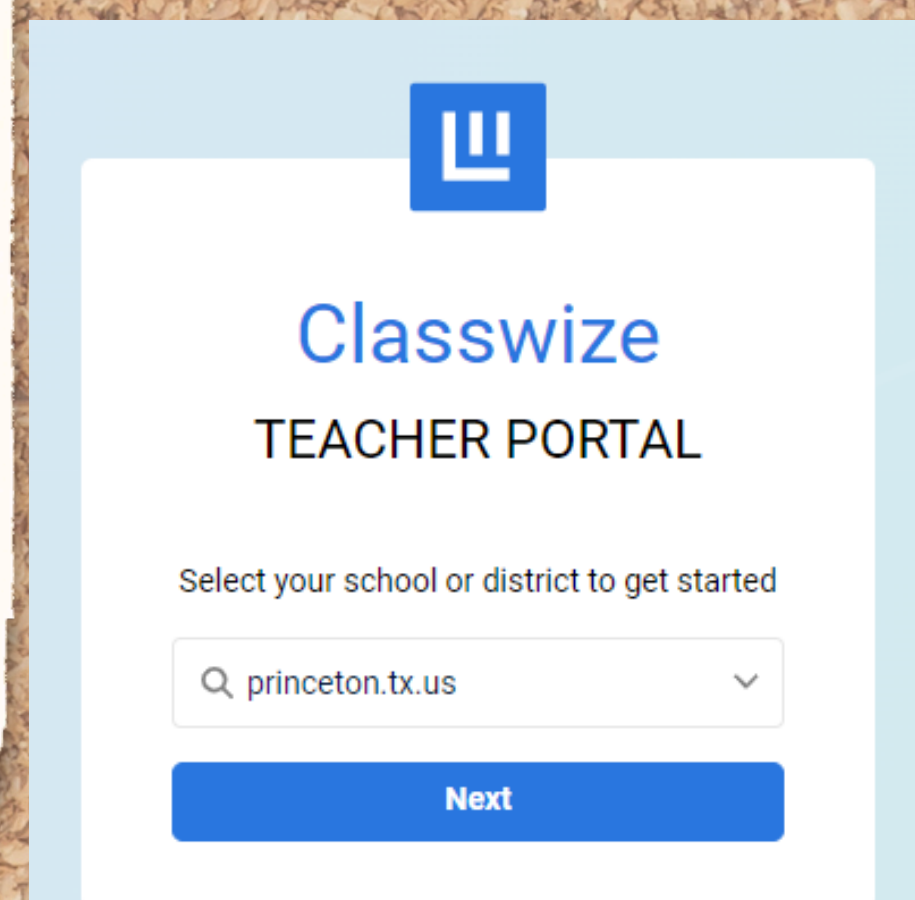 Classwize
TEACHER PORTAL
Select your school or district to get started
princeton.tx.us
Next